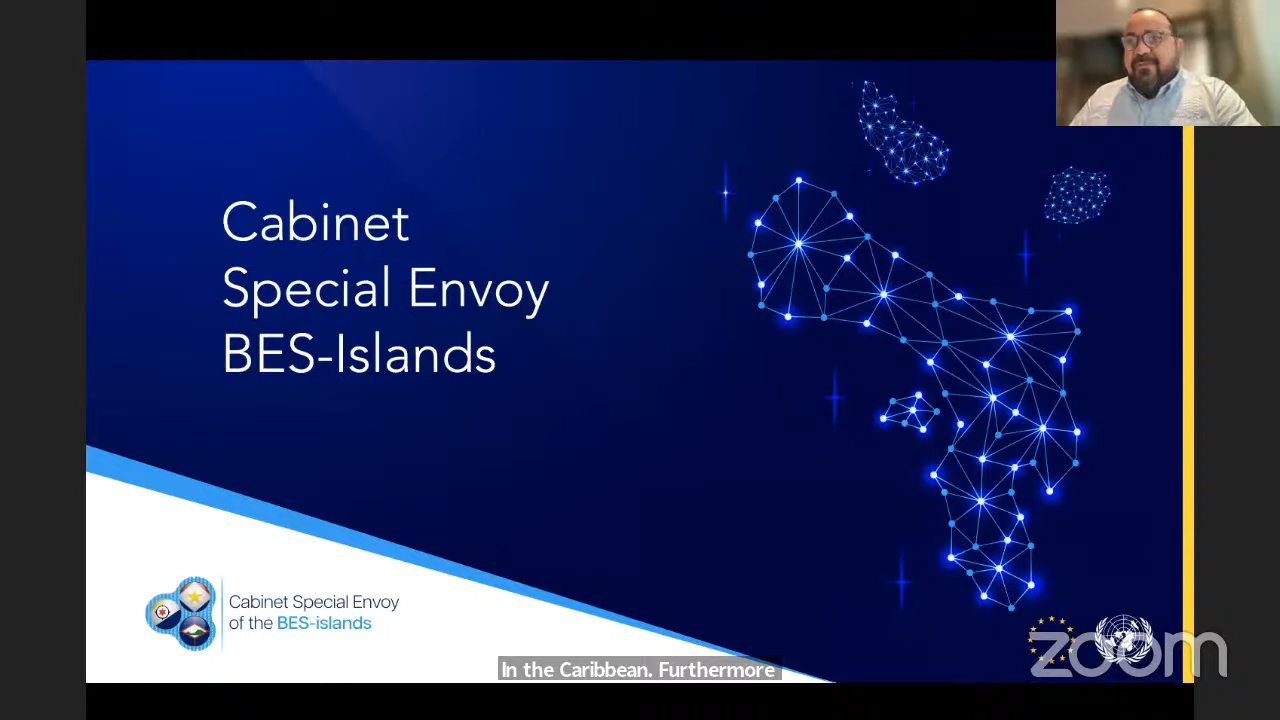 Cabinet
Special Envoy
BES-Islands
Cabinet Special Envoy
of the BES-islands
In the Caribbean. Furthermore
zoom